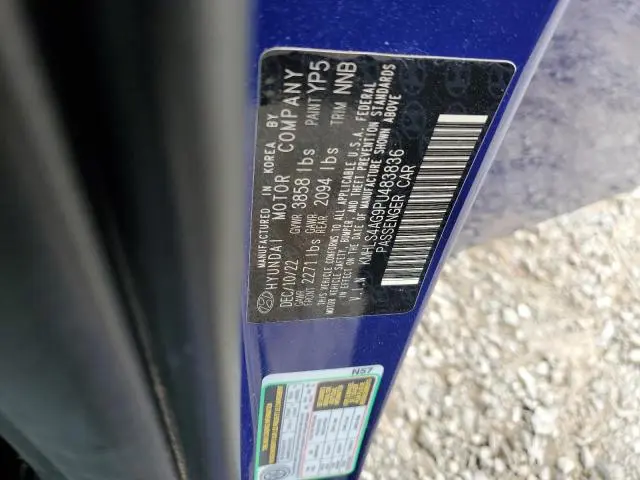 MANUFACTURED IN KOREA BY
HYUNDAI MOTOR COMPANY
DEC/10/22 GVWR 3858 lbs PAINT YP5
GAWR FRONT 2271 lbs GAWR REAR 2094 lbs TRIM NNB
THIS VEHICLE CONFORMS TO ALL APPLICABLE U.S.A. FEDERAL
MOTOR VEHICLE SAFETY, BUMPER, AND THEFT PREVENTION STANDARDS
IN EFFECT ON THE DATE OF MANUFACTURE SHOWN ABOVE
V.I.N KMHLS4AG9PU483836
PASSENGER CAR
N57